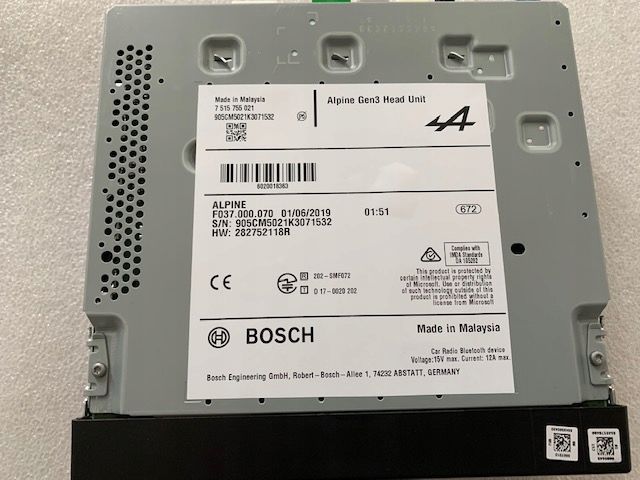 Made in Malaysia
7 515 755 021
905CM5021K3071532
Alpine Gen3 Head Unit
6020018363
ALPINE
F037.000.070 01/06/2019 01:51
672
S/N: 905CM5021K3071532
HW: 282752118R
Complies with
IMDA Standards
DA 105282
CE
R 202-SMF072
T D 17-0020 202
This product is protected by
certain intellectual property rights
of Microsoft. Use or distribution
of such technology outside of this
product is prohibited without a
license from Microsoft
BOSCH
Made in Malaysia
Car Radio Bluetooth device
Voltage:15V max. Current: 12A max.
Bosch Engineering GmbH, Robert-Bosch-Allee 1, 74232 ABSTATT, GERMANY